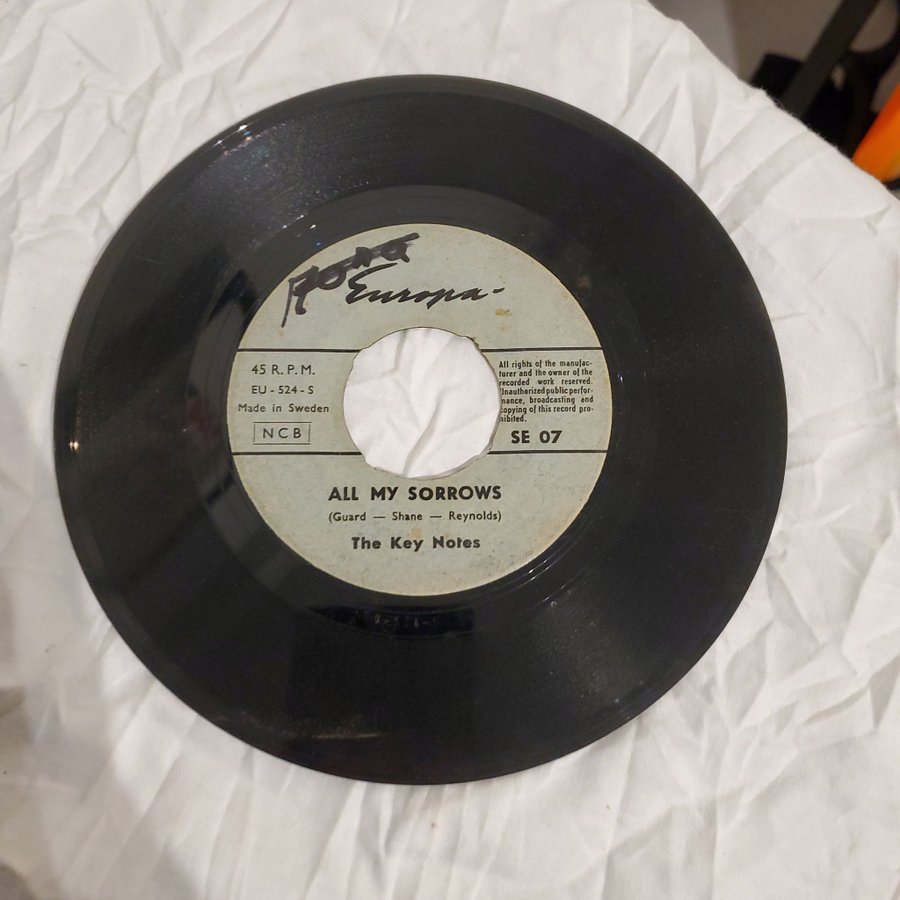 Europa
45 R. P. M.
EU - 524 - S
Made in Sweden
NCB
All rights of the manufac-
turer and the owner of the
recorded work reserved.
Unauthorized public perfor-
mance, broadcasting and
copying of this record pro-
hibited.
SE 07
ALL MY SORROWS
(Guard — Shane — Reynolds)
The Key Notes